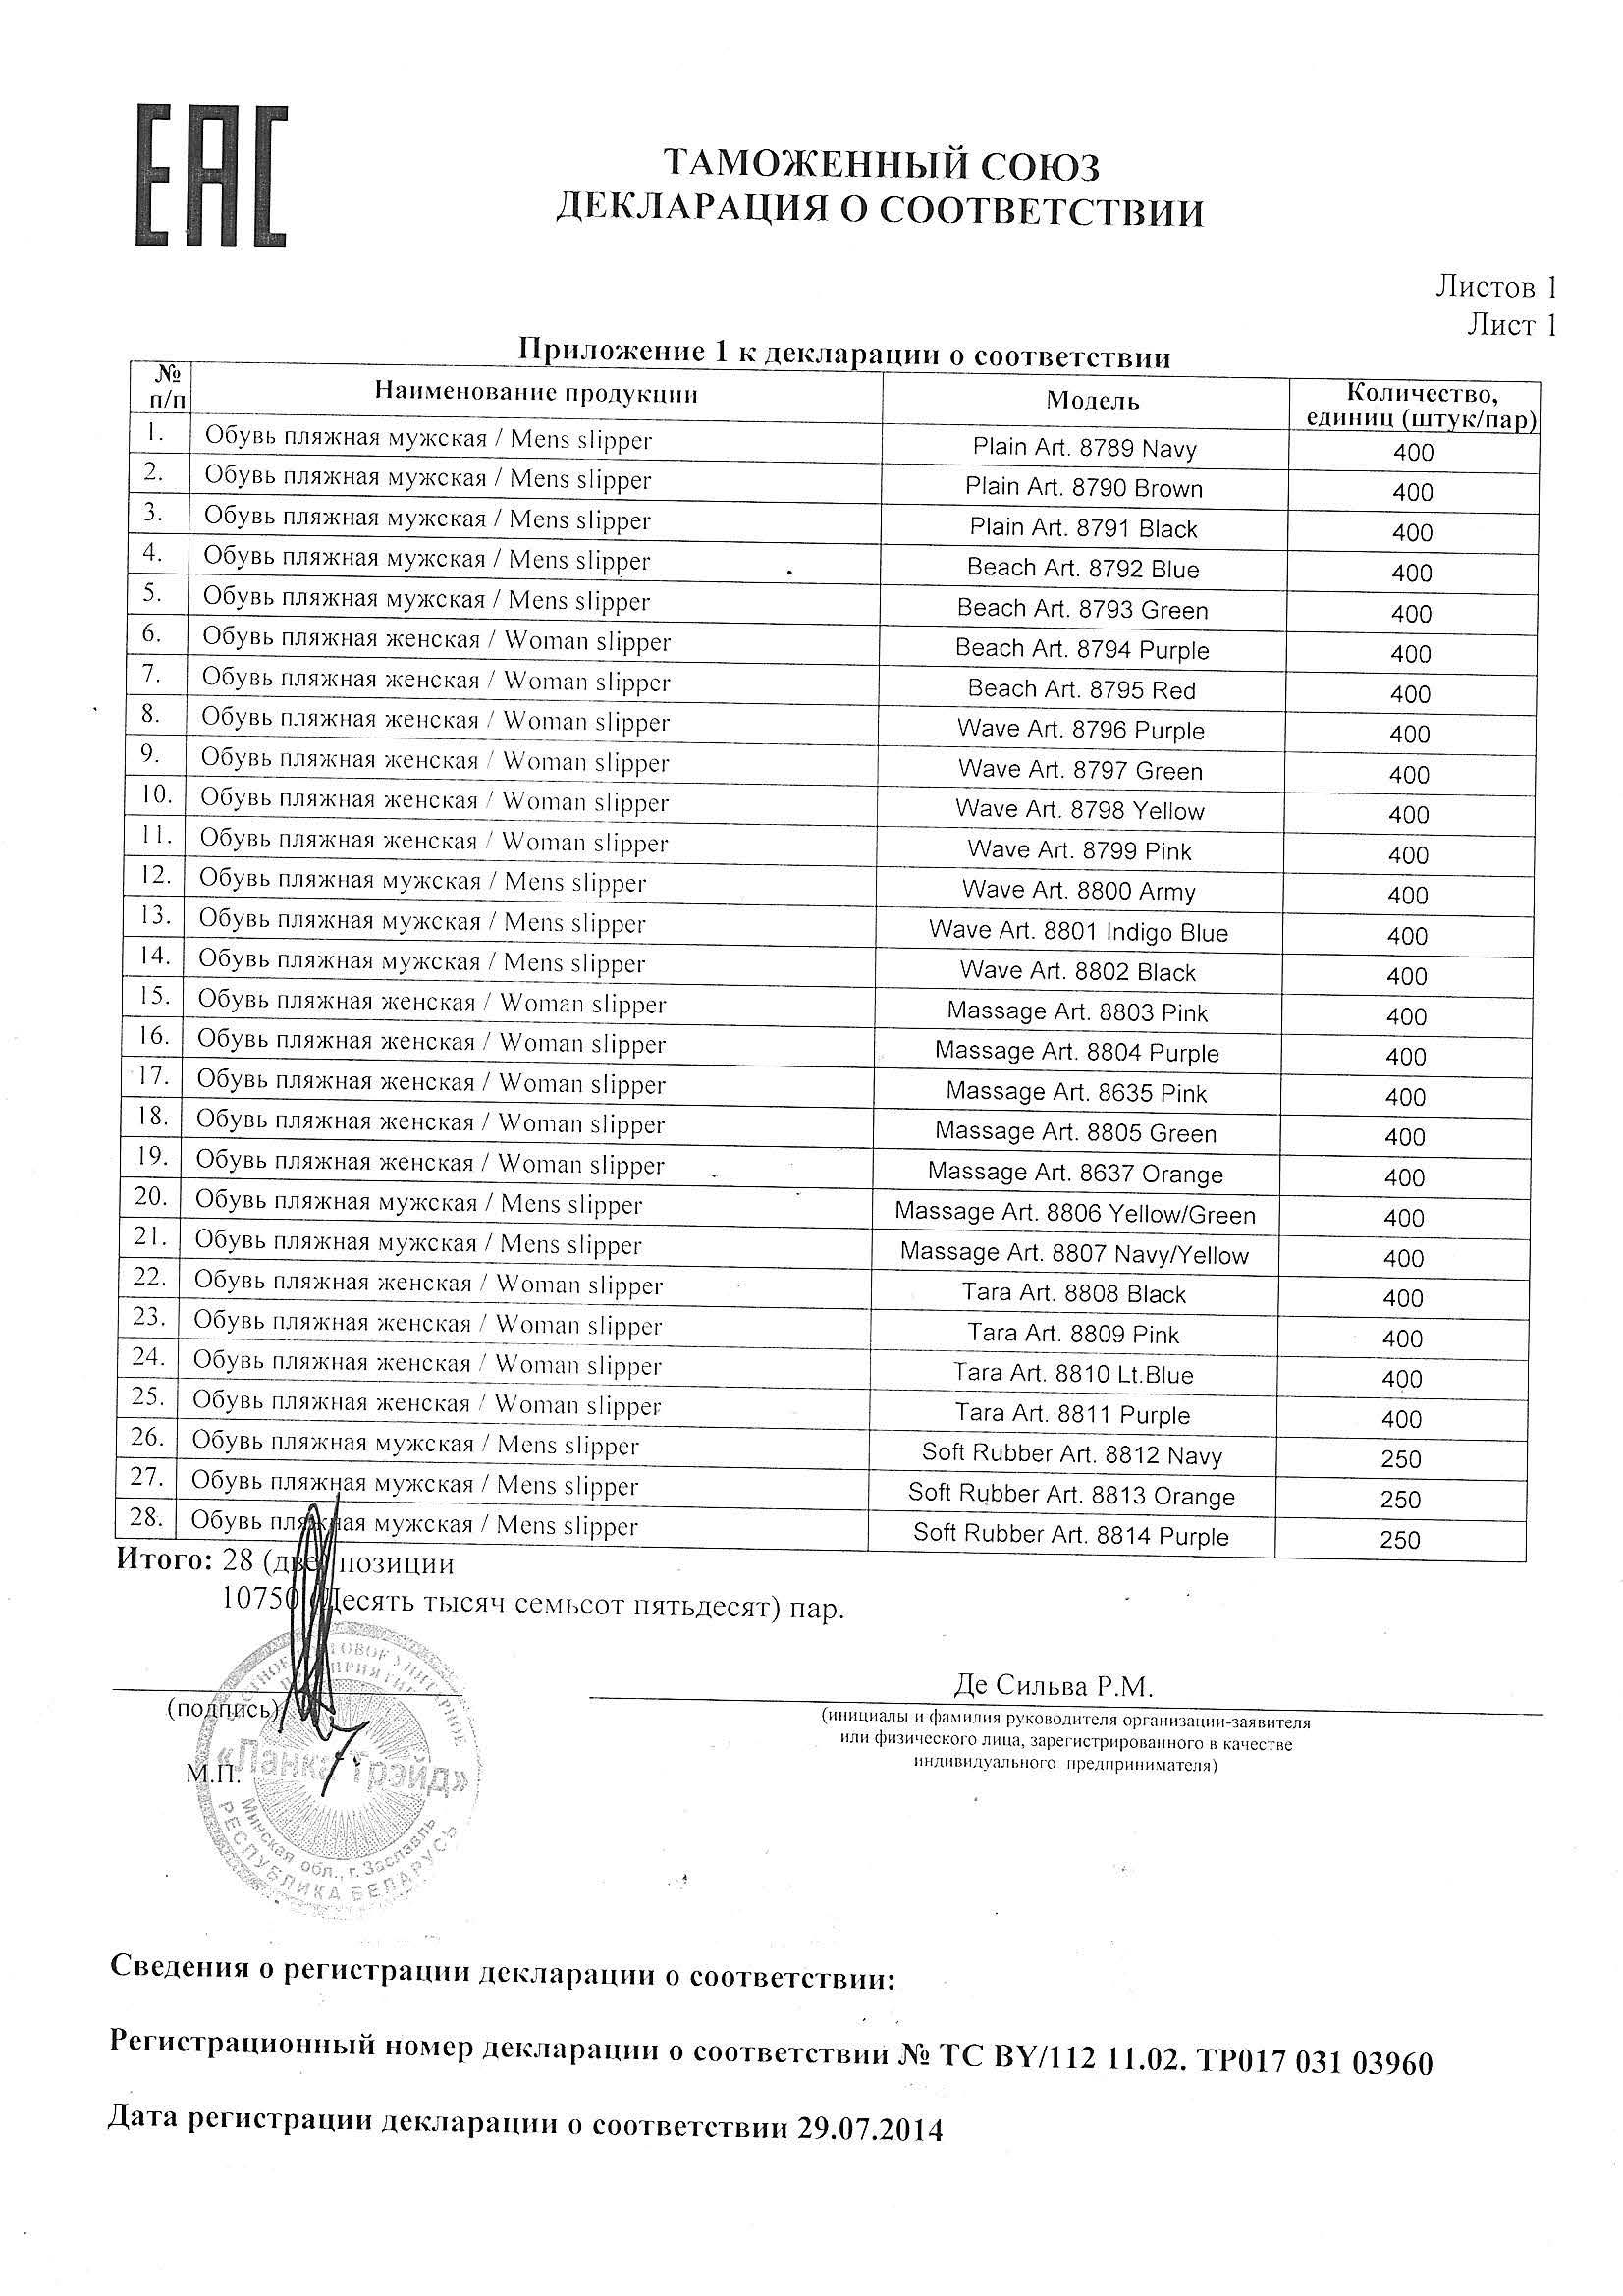 EAC
ТАМОЖЕННЫЙ СОЮЗ
ДЕКЛАРАЦИЯ О СООТВЕТСТВИИ
Листов 1
Лист 1
Приложение 1 к декларации о соответствии
№ п/п Наименование продукции Модель Количество, единиц (штук/пар)
1. Обувь пляжная мужская / Mens slipper Plain Art. 8789 Navy 400
2. Обувь пляжная мужская / Mens slipper Plain Art. 8790 Brown 400
3. Обувь пляжная мужская / Mens slipper Plain Art. 8791 Black 400
4. Обувь пляжная мужская / Mens slipper Beach Art. 8792 Blue 400
5. Обувь пляжная мужская / Mens slipper Beach Art. 8793 Green 400
6. Обувь пляжная женская / Woman slipper Beach Art. 8794 Purple 400
7. Обувь пляжная женская / Woman slipper Beach Art. 8795 Red 400
8. Обувь пляжная женская / Woman slipper Wave Art. 8796 Purple 400
9. Обувь пляжная женская / Woman slipper Wave Art. 8797 Green 400
10. Обувь пляжная женская / Woman slipper Wave Art. 8798 Yellow 400
11. Обувь пляжная женская / Woman slipper Wave Art. 8799 Pink 400
12. Обувь пляжная мужская / Mens slipper Wave Art. 8800 Army 400
13. Обувь пляжная мужская / Mens slipper Wave Art. 8801 Indigo Blue 400
14. Обувь пляжная мужская / Mens slipper Wave Art. 8802 Black 400
15. Обувь пляжная женская / Woman slipper Massage Art. 8803 Pink 400
16. Обувь пляжная женская / Woman slipper Massage Art. 8804 Purple 400
17. Обувь пляжная женская / Woman slipper Massage Art. 8635 Pink 400
18. Обувь пляжная женская / Woman slipper Massage Art. 8805 Green 400
19. Обувь пляжная женская / Woman slipper Massage Art. 8637 Orange 400
20. Обувь пляжная мужская / Mens slipper Massage Art. 8806 Yellow/Green 400
21. Обувь пляжная мужская / Mens slipper Massage Art. 8807 Navy/Yellow 400
22. Обувь пляжная женская / Woman slipper Tara Art. 8808 Black 400
23. Обувь пляжная женская / Woman slipper Tara Art. 8809 Pink 400
24. Обувь пляжная женская / Woman slipper Tara Art. 8810 Lt.Blue 400
25. Обувь пляжная женская / Woman slipper Tara Art. 8811 Purple 400
26. Обувь пляжная мужская / Mens slipper Soft Rubber Art. 8812 Navy 250
27. Обувь пляжная мужская / Mens slipper Soft Rubber Art. 8813 Orange 250
28. Обувь пляжная мужская / Mens slipper Soft Rubber Art. 8814 Purple 250
Итого: 28 (две) позиции
10750 (Десять тысяч семьсот пятьдесят) пар.
Де Сильва Р.М.
(подпись)
(инициалы и фамилия руководителя организации-заявителя
или физического лица, зарегистрированного в качестве
индивидуального предпринимателя)
М.П.
«Ланка Трэйд»
Минская обл., г. Заславль
РЕСПУБЛИКА БЕЛАРУСЬ
Сведения о регистрации декларации о соответствии:
Регистрационный номер декларации о соответствии № ТС BY/112 11.02. ТР017 031 03960
Дата регистрации декларации о соответствии 29.07.2014